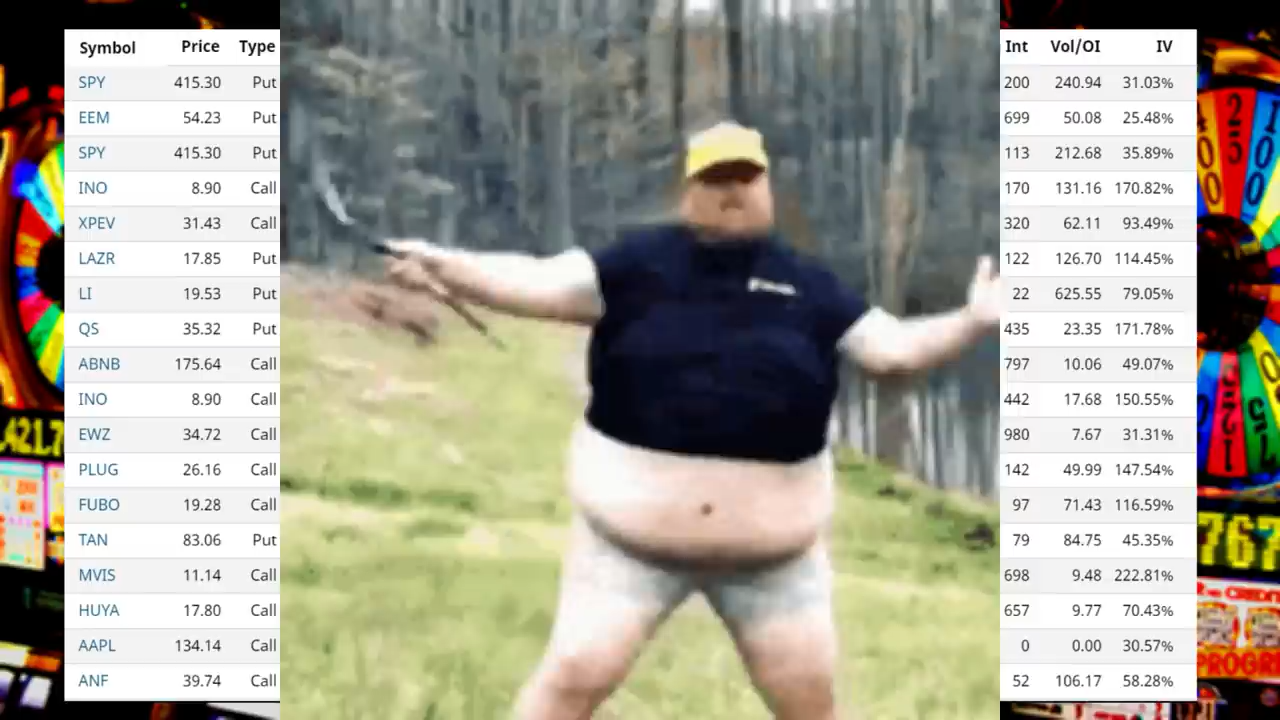 Symbol Price Type Int Vol/OI IV
SPY 415.30 Put 200 240.94 31.03%
EEM 54.23 Put 699 50.08 25.48%
SPY 415.30 Put 113 212.68 35.89%
INO 8.90 Call 170 131.16 170.82%
XPEV 31.43 Call 320 62.11 93.49%
LAZR 17.85 Put 122 126.70 114.45%
LI 19.53 Put 22 625.55 79.05%
QS 35.32 Put 435 23.35 171.78%
ABNB 175.64 Call 797 10.06 49.07%
INO 8.90 Call 442 17.68 150.55%
EWZ 34.72 Call 980 7.67 31.31%
PLUG 26.16 Call 142 49.99 147.54%
FUBO 19.28 Call 97 71.43 116.59%
TAN 83.06 Put 79 84.75 45.35%
MVIS 11.14 Call 698 9.48 222.81%
HUYA 17.80 Call 657 9.77 70.43%
AAPL 134.14 Call 0 0.00 30.57%
ANF 39.74 Call 52 106.17 58.28%
25
767
PROGR